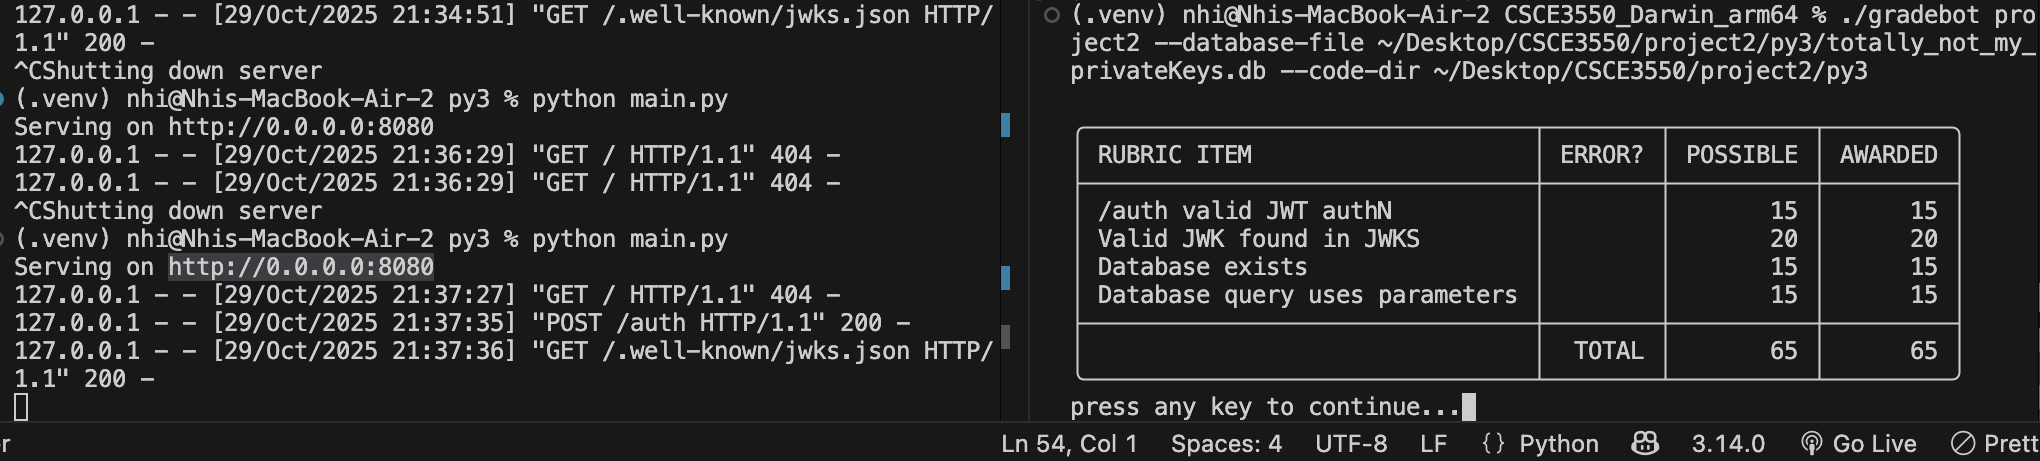 127.0.0.1 - - [29/Oct/2025 21:34:51] "GET /.well-known/jwks.json HTTP/
1.1" 200 -
^CShutting down server
(.venv) nhi@Nhis-MacBook-Air-2 py3 % python main.py
Serving on http://0.0.0.0:8080
127.0.0.1 - - [29/Oct/2025 21:36:29] "GET / HTTP/1.1" 404 -
127.0.0.1 - - [29/Oct/2025 21:36:29] "GET / HTTP/1.1" 404 -
^CShutting down server
(.venv) nhi@Nhis-MacBook-Air-2 py3 % python main.py
Serving on http://0.0.0.0:8080
127.0.0.1 - - [29/Oct/2025 21:37:27] "GET / HTTP/1.1" 404 -
127.0.0.1 - - [29/Oct/2025 21:37:35] "POST /auth HTTP/1.1" 200 -
127.0.0.1 - - [29/Oct/2025 21:37:36] "GET /.well-known/jwks.json HTTP/
1.1" 200 -
(.venv) nhi@Nhis-MacBook-Air-2 CSCE3550_Darwin_arm64 % ./gradebot pro
ject2 --database-file ~/Desktop/CSCE3550/project2/py3/totally_not_my_
privateKeys.db --code-dir ~/Desktop/CSCE3550/project2/py3
RUBRIC ITEM ERROR? POSSIBLE AWARDED
/auth valid JWT authN 15 15
Valid JWK found in JWKS 20 20
Database exists 15 15
Database query uses parameters 15 15
TOTAL 65 65
press any key to continue...
r Ln 54, Col 1 Spaces: 4 UTF-8 LF {} Python 3.14.0 Go Live Prett